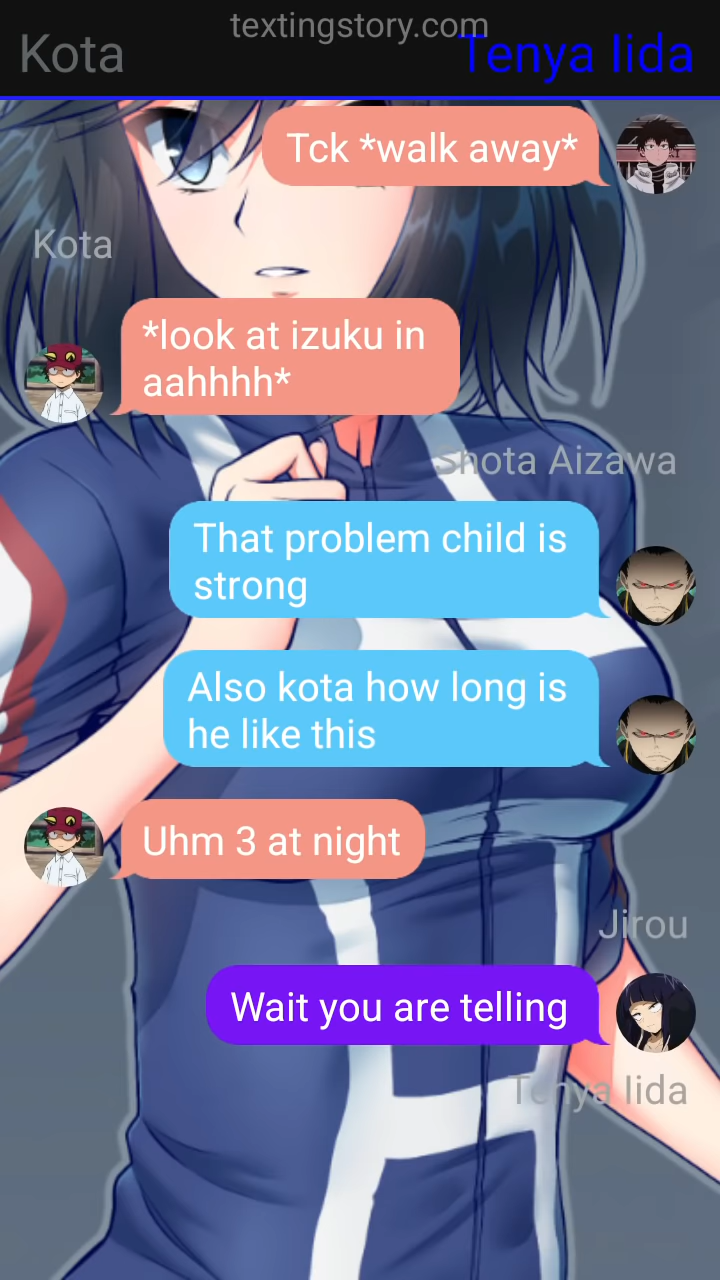 textingstory.com
Kota
Tenya Iida
Tck *walk away*
Kota
*look at izuku in
aahhhh*
Shota Aizawa
That problem child is
strong
Also kota how long is
he like this
Uhm 3 at night
Jirou
Wait you are telling
Tenya Iida